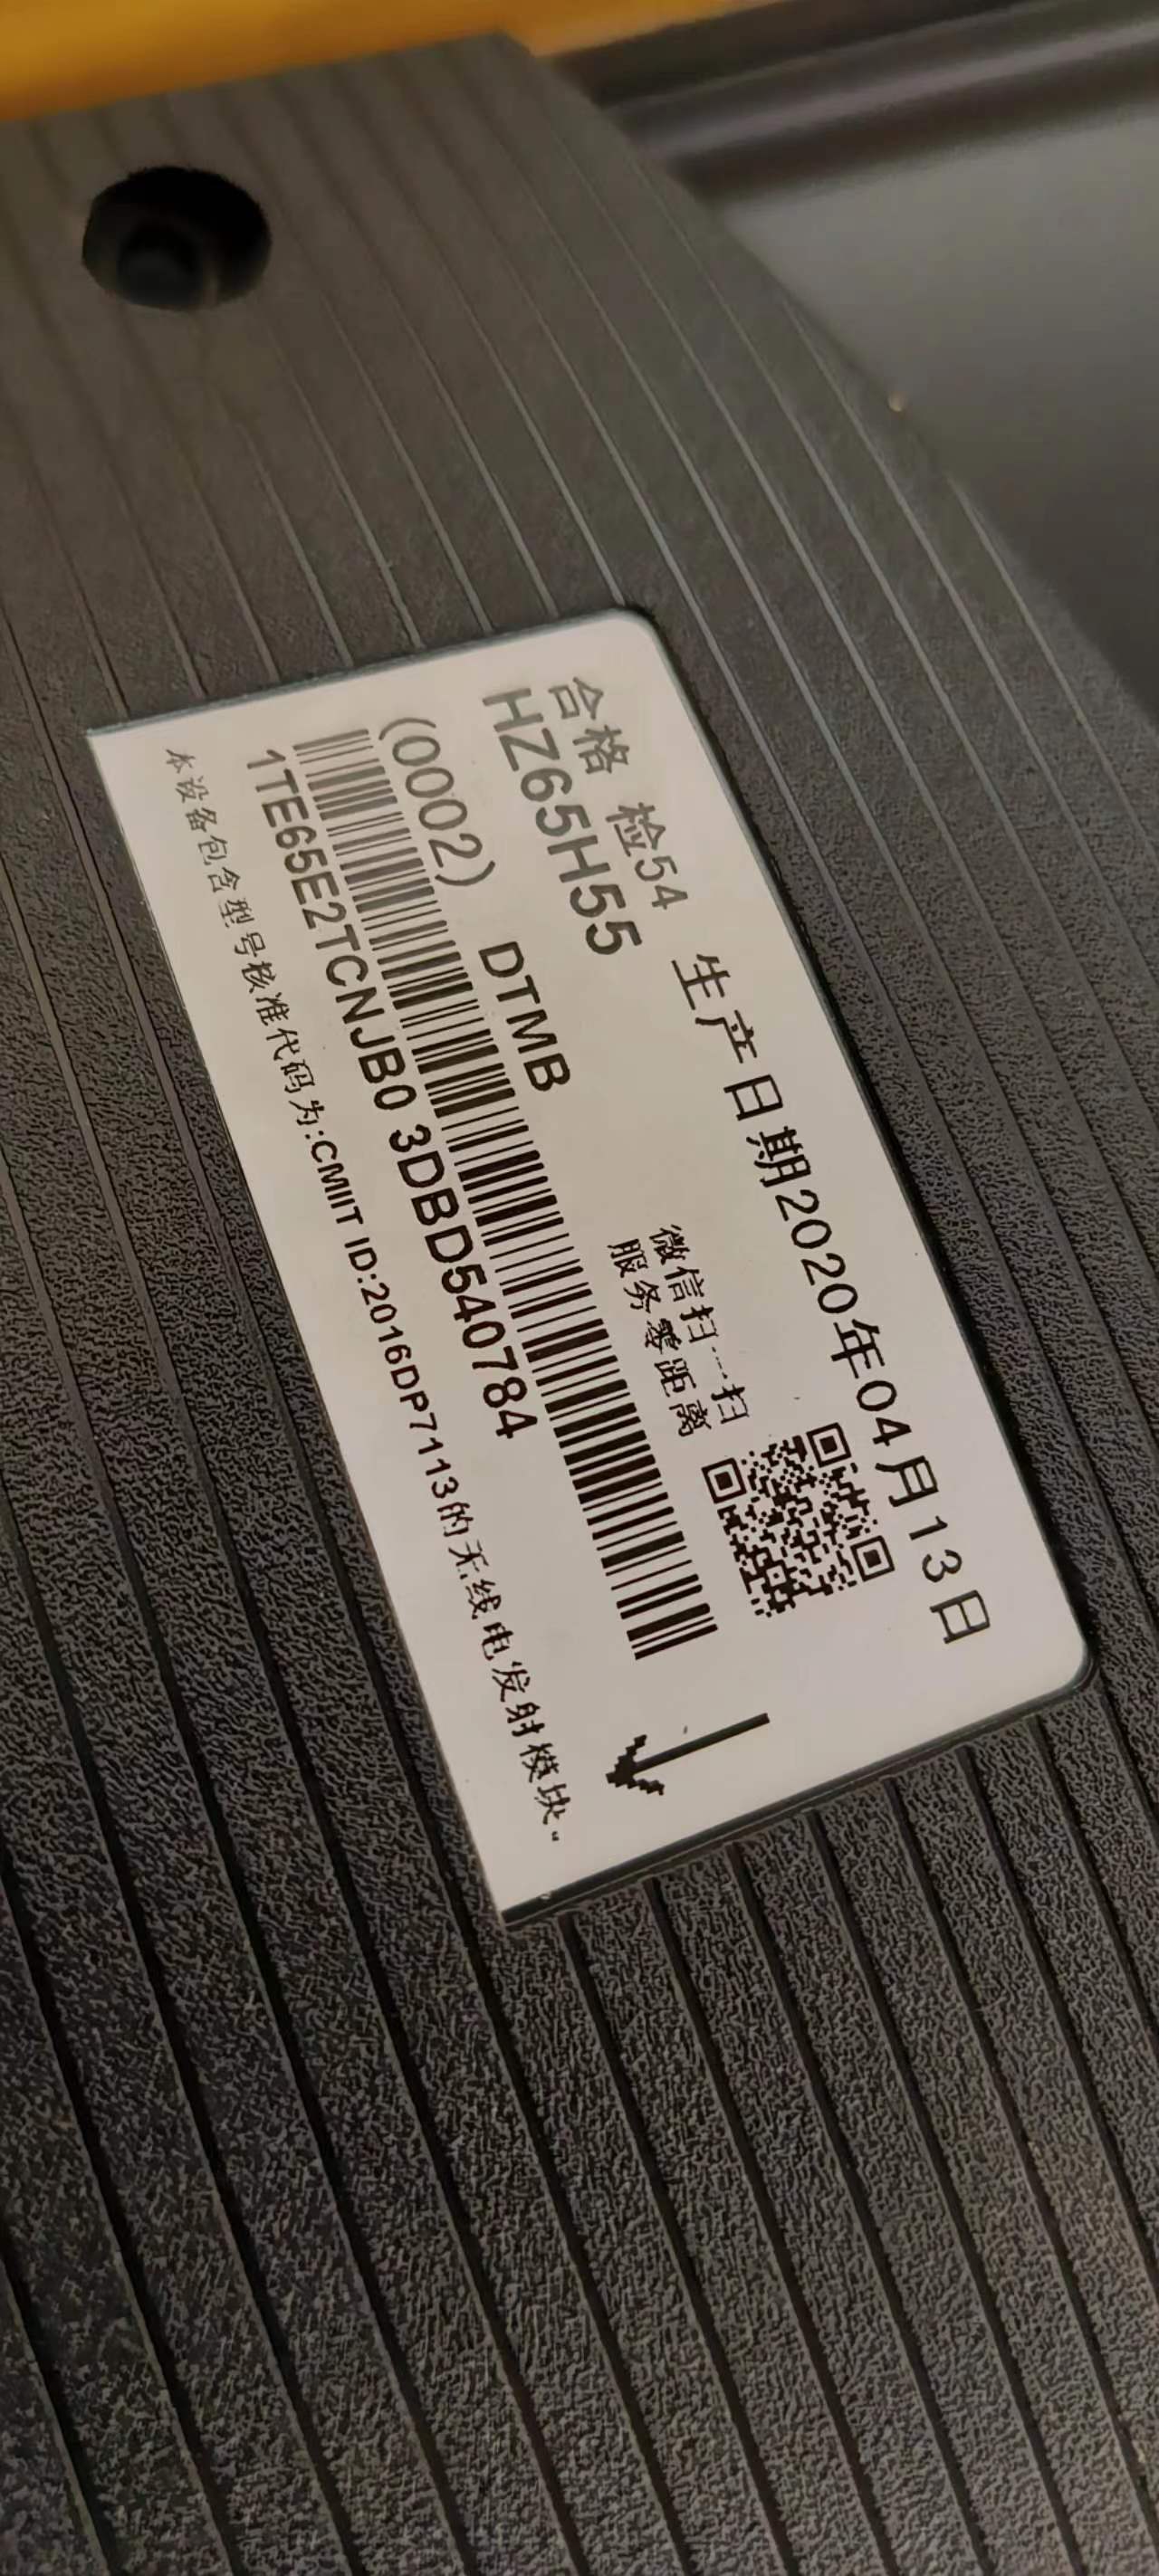 合格 检54 生产日期2020年04月13日
HZ65H55
微信扫一扫
服务零距离
(0002) DTMB
1TE65E2TCNJB0 3DBD540784
本设备包含型号核准代码为:CMIIT ID:2016DP7113的无线电发射模块。